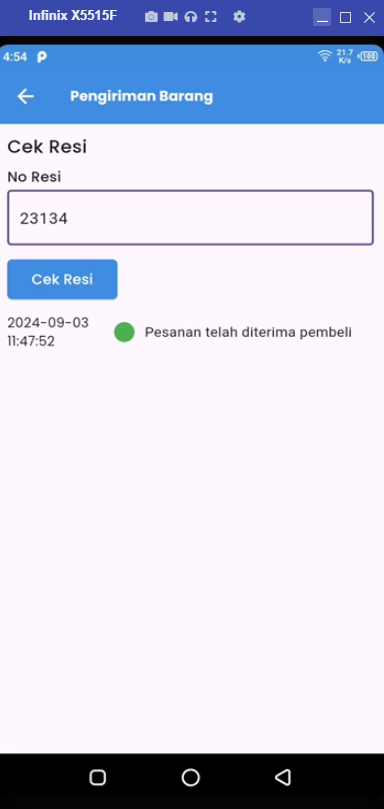 Infinix X5515F
4:54
21.7
K/s
100
Pengiriman Barang
Cek Resi
No Resi
23134
Cek Resi
2024-09-03
11:47:52
Pesanan telah diterima pembeli